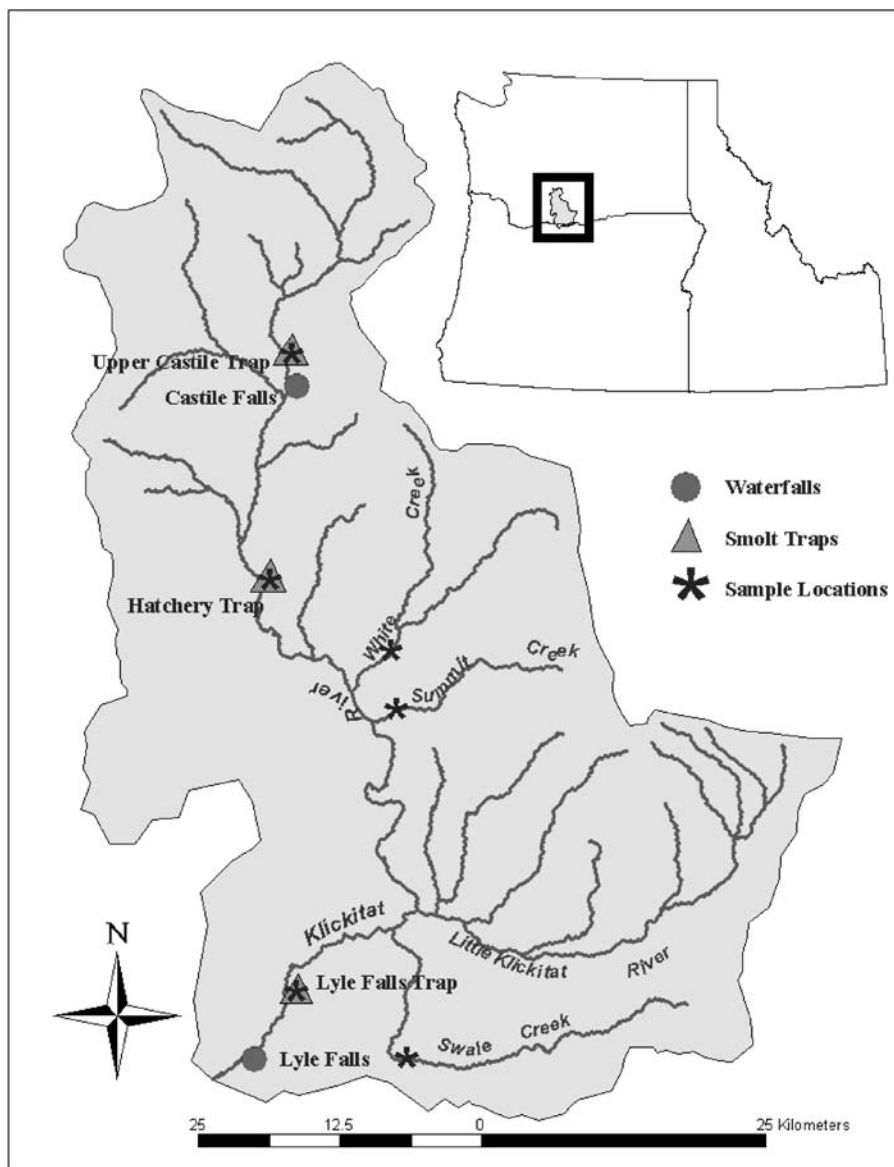 Upper Castile Trap
Castile Falls
Creek
Waterfalls
Smolt Traps
Sample Locations
Hatchery Trap
White
Creek
Summit
River
Klickitat
Little Klickitat
River
N
Lyle Falls Trap
Swale
Creek
Lyle Falls
25
12.5
0
25 Kilometers